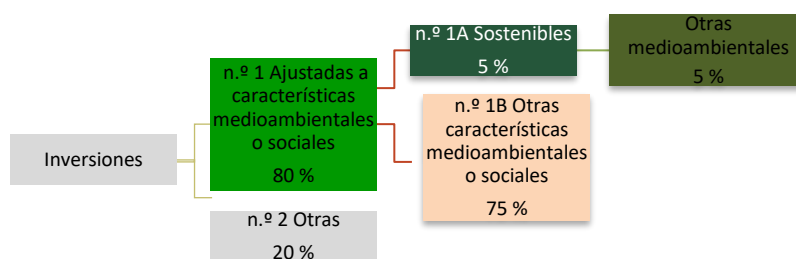 Inversiones
n.º 1 Ajustadas a
características
medioambientales
o sociales
80 %
n.º 2 Otras
20 %
n.º 1A Sostenibles
5 %
n.º 1B Otras
características
medioambientales
o sociales
75 %
Otras
medioambientales
5 %